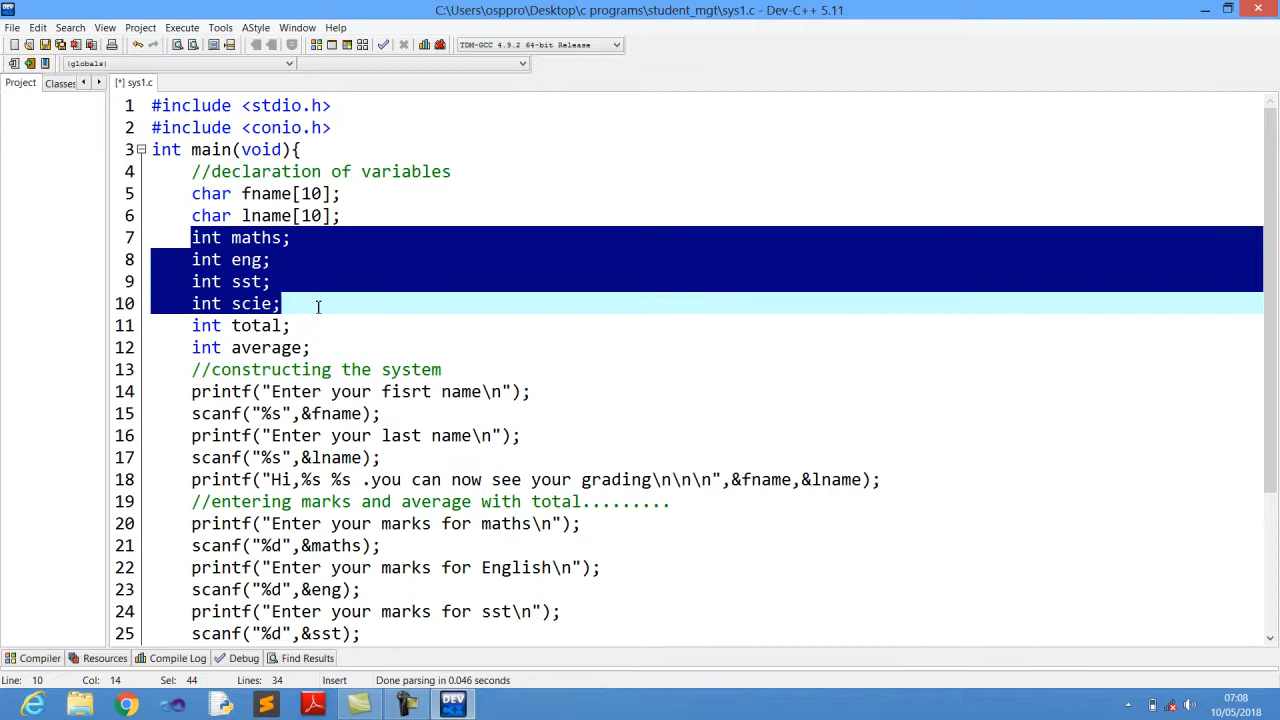 C:\Users\osppro\Desktop\c programs\student_mgt\sys1.c - Dev-C++ 5.11
File Edit Search View Project Execute Tools AStyle Window Help
TDM-GCC 4.9.2 64-bit Release
(globals)
Project Classes [*] sys1.c
1 #include <stdio.h>
2 #include <conio.h>
3 int main(void){
4 //declaration of variables
5 char fname[10];
6 char lname[10];
7 int maths;
8 int eng;
9 int sst;
10 int scie;
11 int total;
12 int average;
13 //constructing the system
14 printf("Enter your fisrt name\n");
15 scanf("%s",&fname);
16 printf("Enter your last name\n");
17 scanf("%s",&lname);
18 printf("Hi,%s %s .you can now see your grading\n\n\n",&fname,&lname);
19 //entering marks and average with total.........
20 printf("Enter your marks for maths\n");
21 scanf("%d",&maths);
22 printf("Enter your marks for English\n");
23 scanf("%d",&eng);
24 printf("Enter your marks for sst\n");
25 scanf("%d",&sst);
Compiler Resources Compile Log Debug Find Results
Line: 10 Col: 14 Sel: 44 Lines: 34 Insert Done parsing in 0.046 seconds
DEV
07:08
10/05/2018